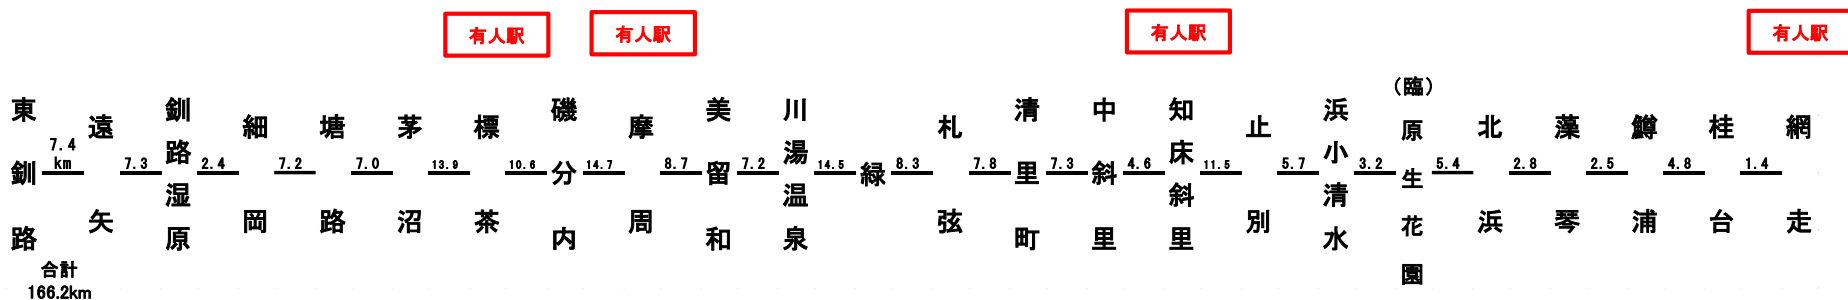 有人駅
有人駅
有人駅
有人駅
東釧路
7.4
km
遠矢
7.3
釧路湿原
2.4
細岡
7.2
塘路
7.0
茅沼
13.9
標茶
10.6
磯分内
14.7
摩周
8.7
美留和
7.2
川湯温泉
14.5
緑
8.3
札弦
7.8
清里町
7.3
中斜里
4.6
知床斜里
11.5
止別
5.7
浜小清水
3.2
(臨)
原生花園
5.4
北浜
2.8
藻琴
2.5
鱒浦
4.8
桂台
1.4
網走
合計
166.2km